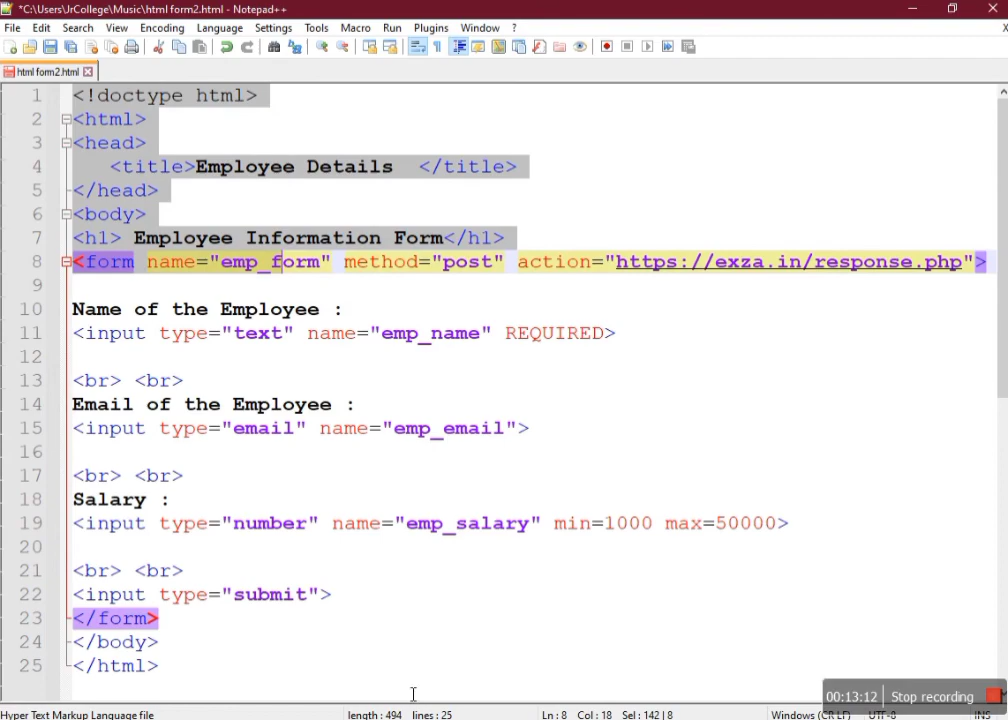 *C:\Users\JrCollege\Music\html form2.html - Notepad++
File Edit Search View Encoding Language Settings Tools Macro Run Plugins Window ?
html form2.html
1 <!doctype html>
2 <html>
3 <head>
4 <title>Employee Details </title>
5 </head>
6 <body>
7 <h1> Employee Information Form</h1>
8 <form name="emp_form" method="post" action="https://exza.in/response.php">
9
10 Name of the Employee :
11 <input type="text" name="emp_name" REQUIRED>
12
13 <br> <br>
14 Email of the Employee :
15 <input type="email" name="emp_email">
16
17 <br> <br>
18 Salary :
19 <input type="number" name="emp_salary" min=1000 max=50000>
20
21 <br> <br>
22 <input type="submit">
23 </form>
24 </body>
25 </html>
00:13:12 Stop recording
Hyper Text Markup Language file length : 494 lines : 25 Ln : 8 Col : 18 Sel : 142 | 8 Windows (CR LF) UTF-8 INS